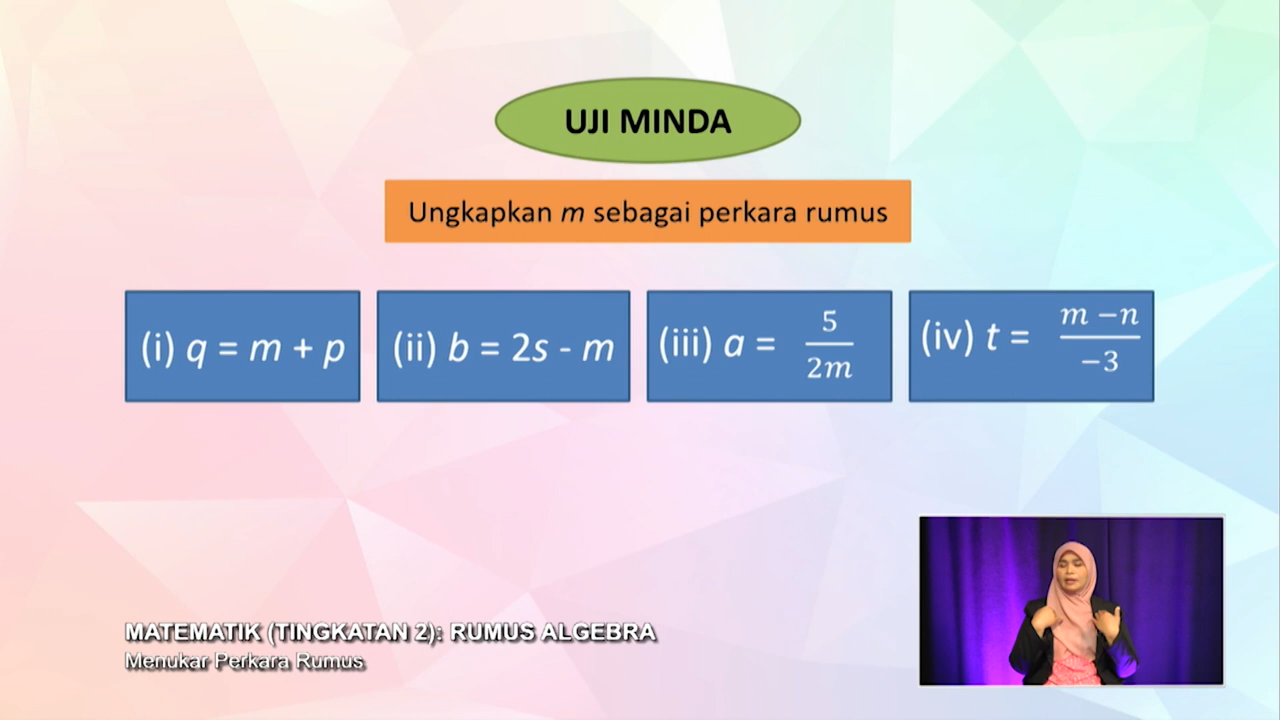 UJI MINDA
Ungkapkan m sebagai perkara rumus
(i) q = m + p
(ii) b = 2s - m
(iii) a = 5/2m
(iv) t = m −n/−3
MATEMATIK (TINGKATAN 2): RUMUS ALGEBRA
Menukar Perkara Rumus